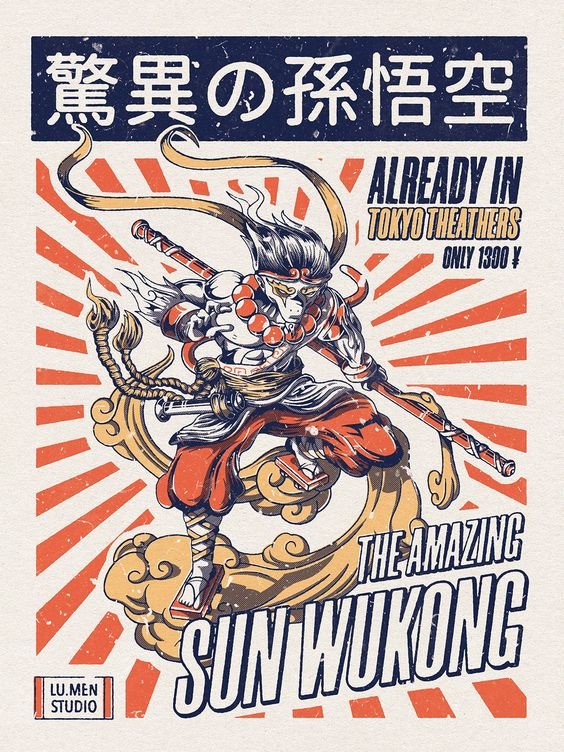 驚異の孫悟空
ALREADY IN
TOKYO THEATHERS
ONLY 1300 ¥
THE AMAZING
SUN WUKONG
LU.MEN
STUDIO